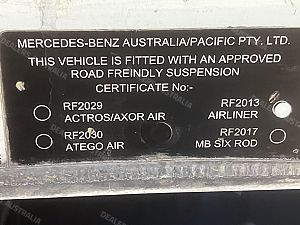 MERCEDES-BENZ AUSTRALIA/PACIFIC PTY. LTD.
THIS VEHICLE IS FITTED WITH AN APPROVED
ROAD FREINDLY SUSPENSION
CERTIFICATE No:-
RF2029 RF2013
ACTROS/AXOR AIR AIRLINER
RF2030 RF2017
ATEGO AIR MB SIX ROD